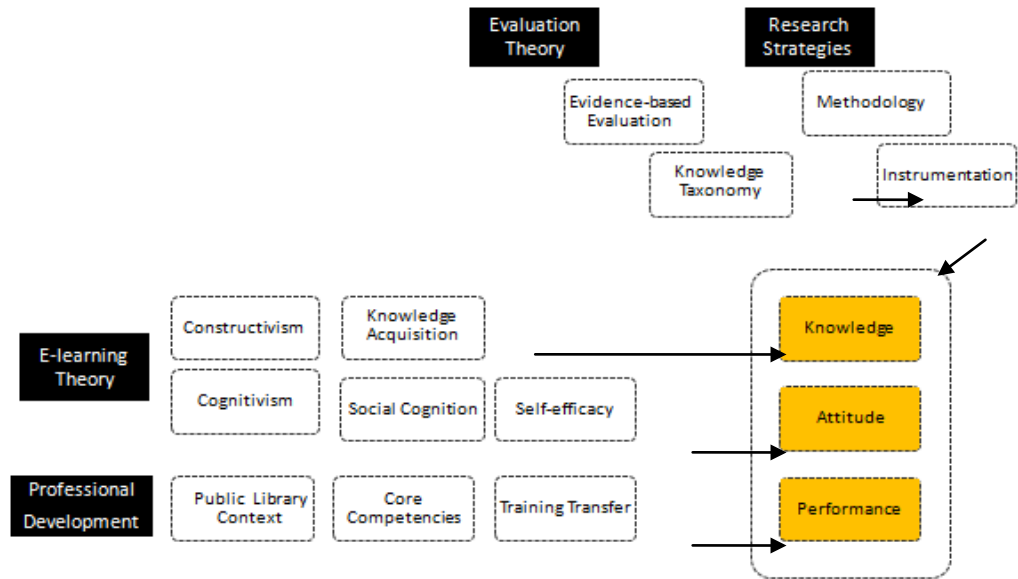 Evaluation
Theory
Research
Strategies
Evidence-based
Evaluation
Methodology
Knowledge
Taxonomy
Instrumentation
E-learning
Theory
Constructivism
Knowledge
Acquisition
Knowledge
Cognitivism
Social Cognition
Self-efficacy
Attitude
Professional
Development
Public Library
Context
Core
Competencies
Training Transfer
Performance